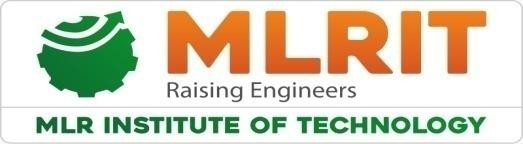 MLRIT
Raising Engineers
MLR INSTITUTE OF TECHNOLOGY